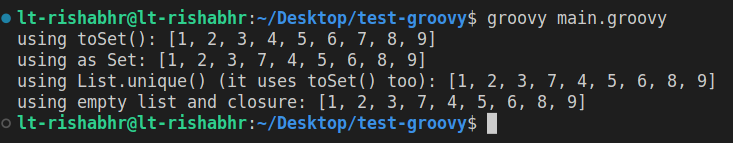 lt-rishabhr@lt-rishabhr:~/Desktop/test-groovy$ groovy main.groovy
using toSet(): [1, 2, 3, 4, 5, 6, 7, 8, 9]
using as Set: [1, 2, 3, 7, 4, 5, 6, 8, 9]
using List.unique() (it uses toSet() too): [1, 2, 3, 7, 4, 5, 6, 8, 9]
using empty list and closure: [1, 2, 3, 7, 4, 5, 6, 8, 9]
lt-rishabhr@lt-rishabhr:~/Desktop/test-groovy$